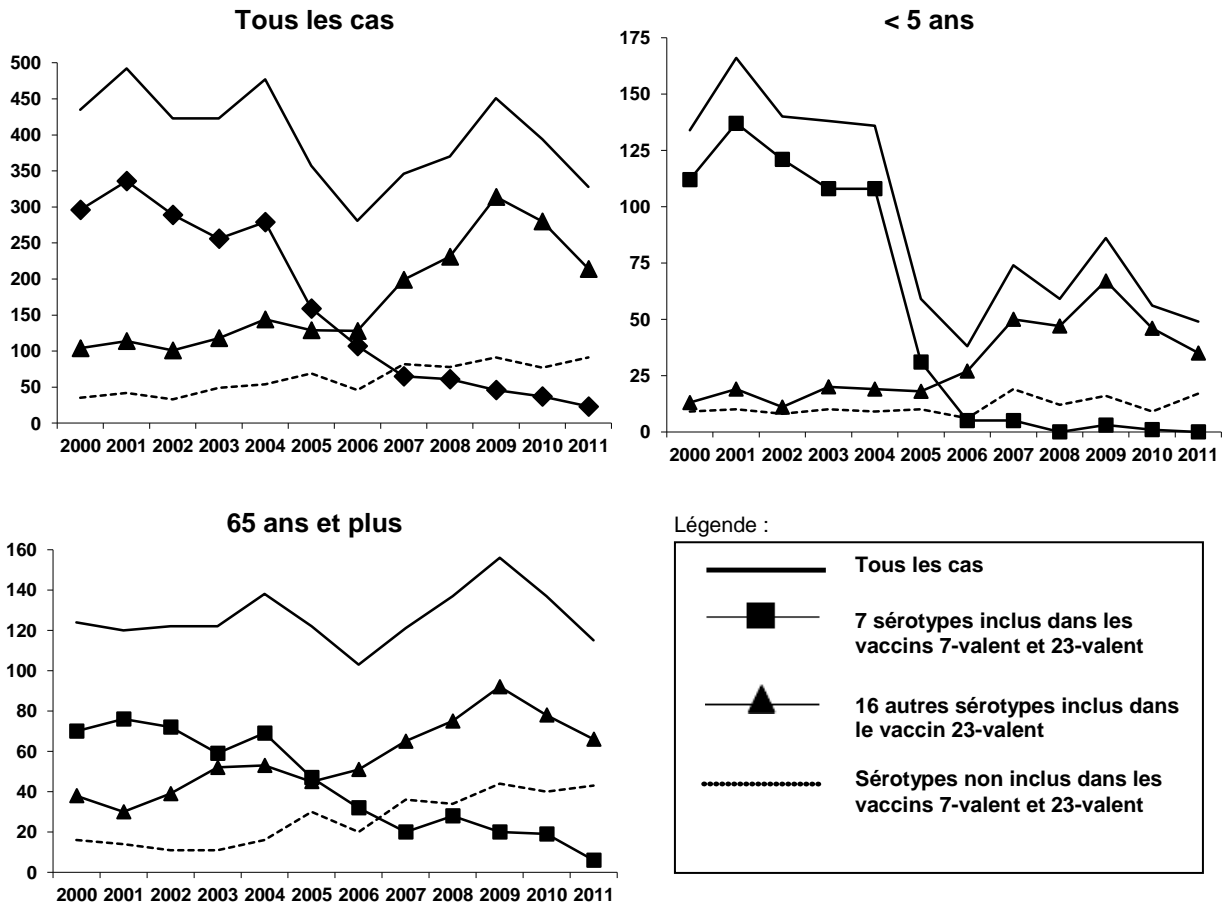 Tous les cas
500
450
400
350
300
250
200
150
100
50
0
2000 2001 2002 2003 2004 2005 2006 2007 2008 2009 2010 2011
< 5 ans
175
150
125
100
75
50
25
0
2000 2001 2002 2003 2004 2005 2006 2007 2008 2009 2010 2011
65 ans et plus
160
140
120
100
80
60
40
20
0
2000 2001 2002 2003 2004 2005 2006 2007 2008 2009 2010 2011
Légende :
Tous les cas
7 sérotypes inclus dans les
vaccins 7-valent et 23-valent
16 autres sérotypes inclus dans
le vaccin 23-valent
Sérotypes non inclus dans les
vaccins 7-valent et 23-valent